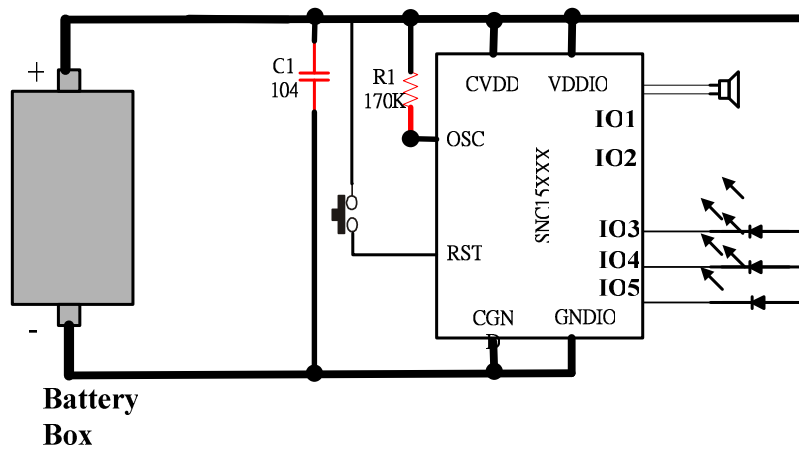 +
C1
104
R1
170K
CVDD
VDDIO
IO1
OSC
IO2
SNC15XXX
IO3
RST
IO4
IO5
CGN
D
GNDIO
-
Battery
Box